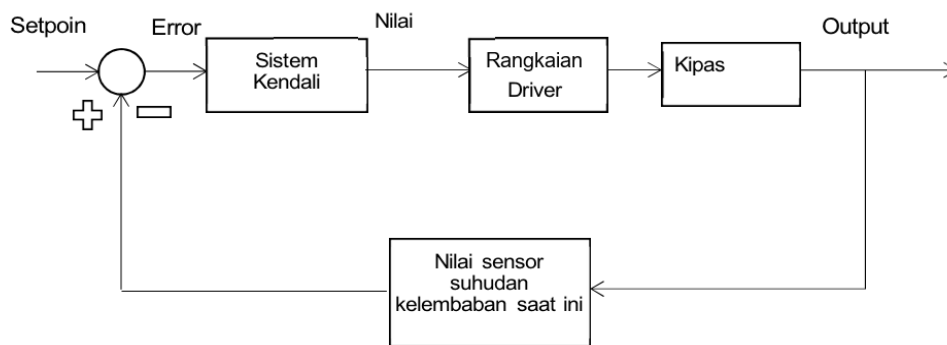 Setpoin
Error
Sistem
Kendali
Nilai
Rangkaian
Driver
Kipas
Output
Nilai sensor
suhudan
kelembaban saat ini